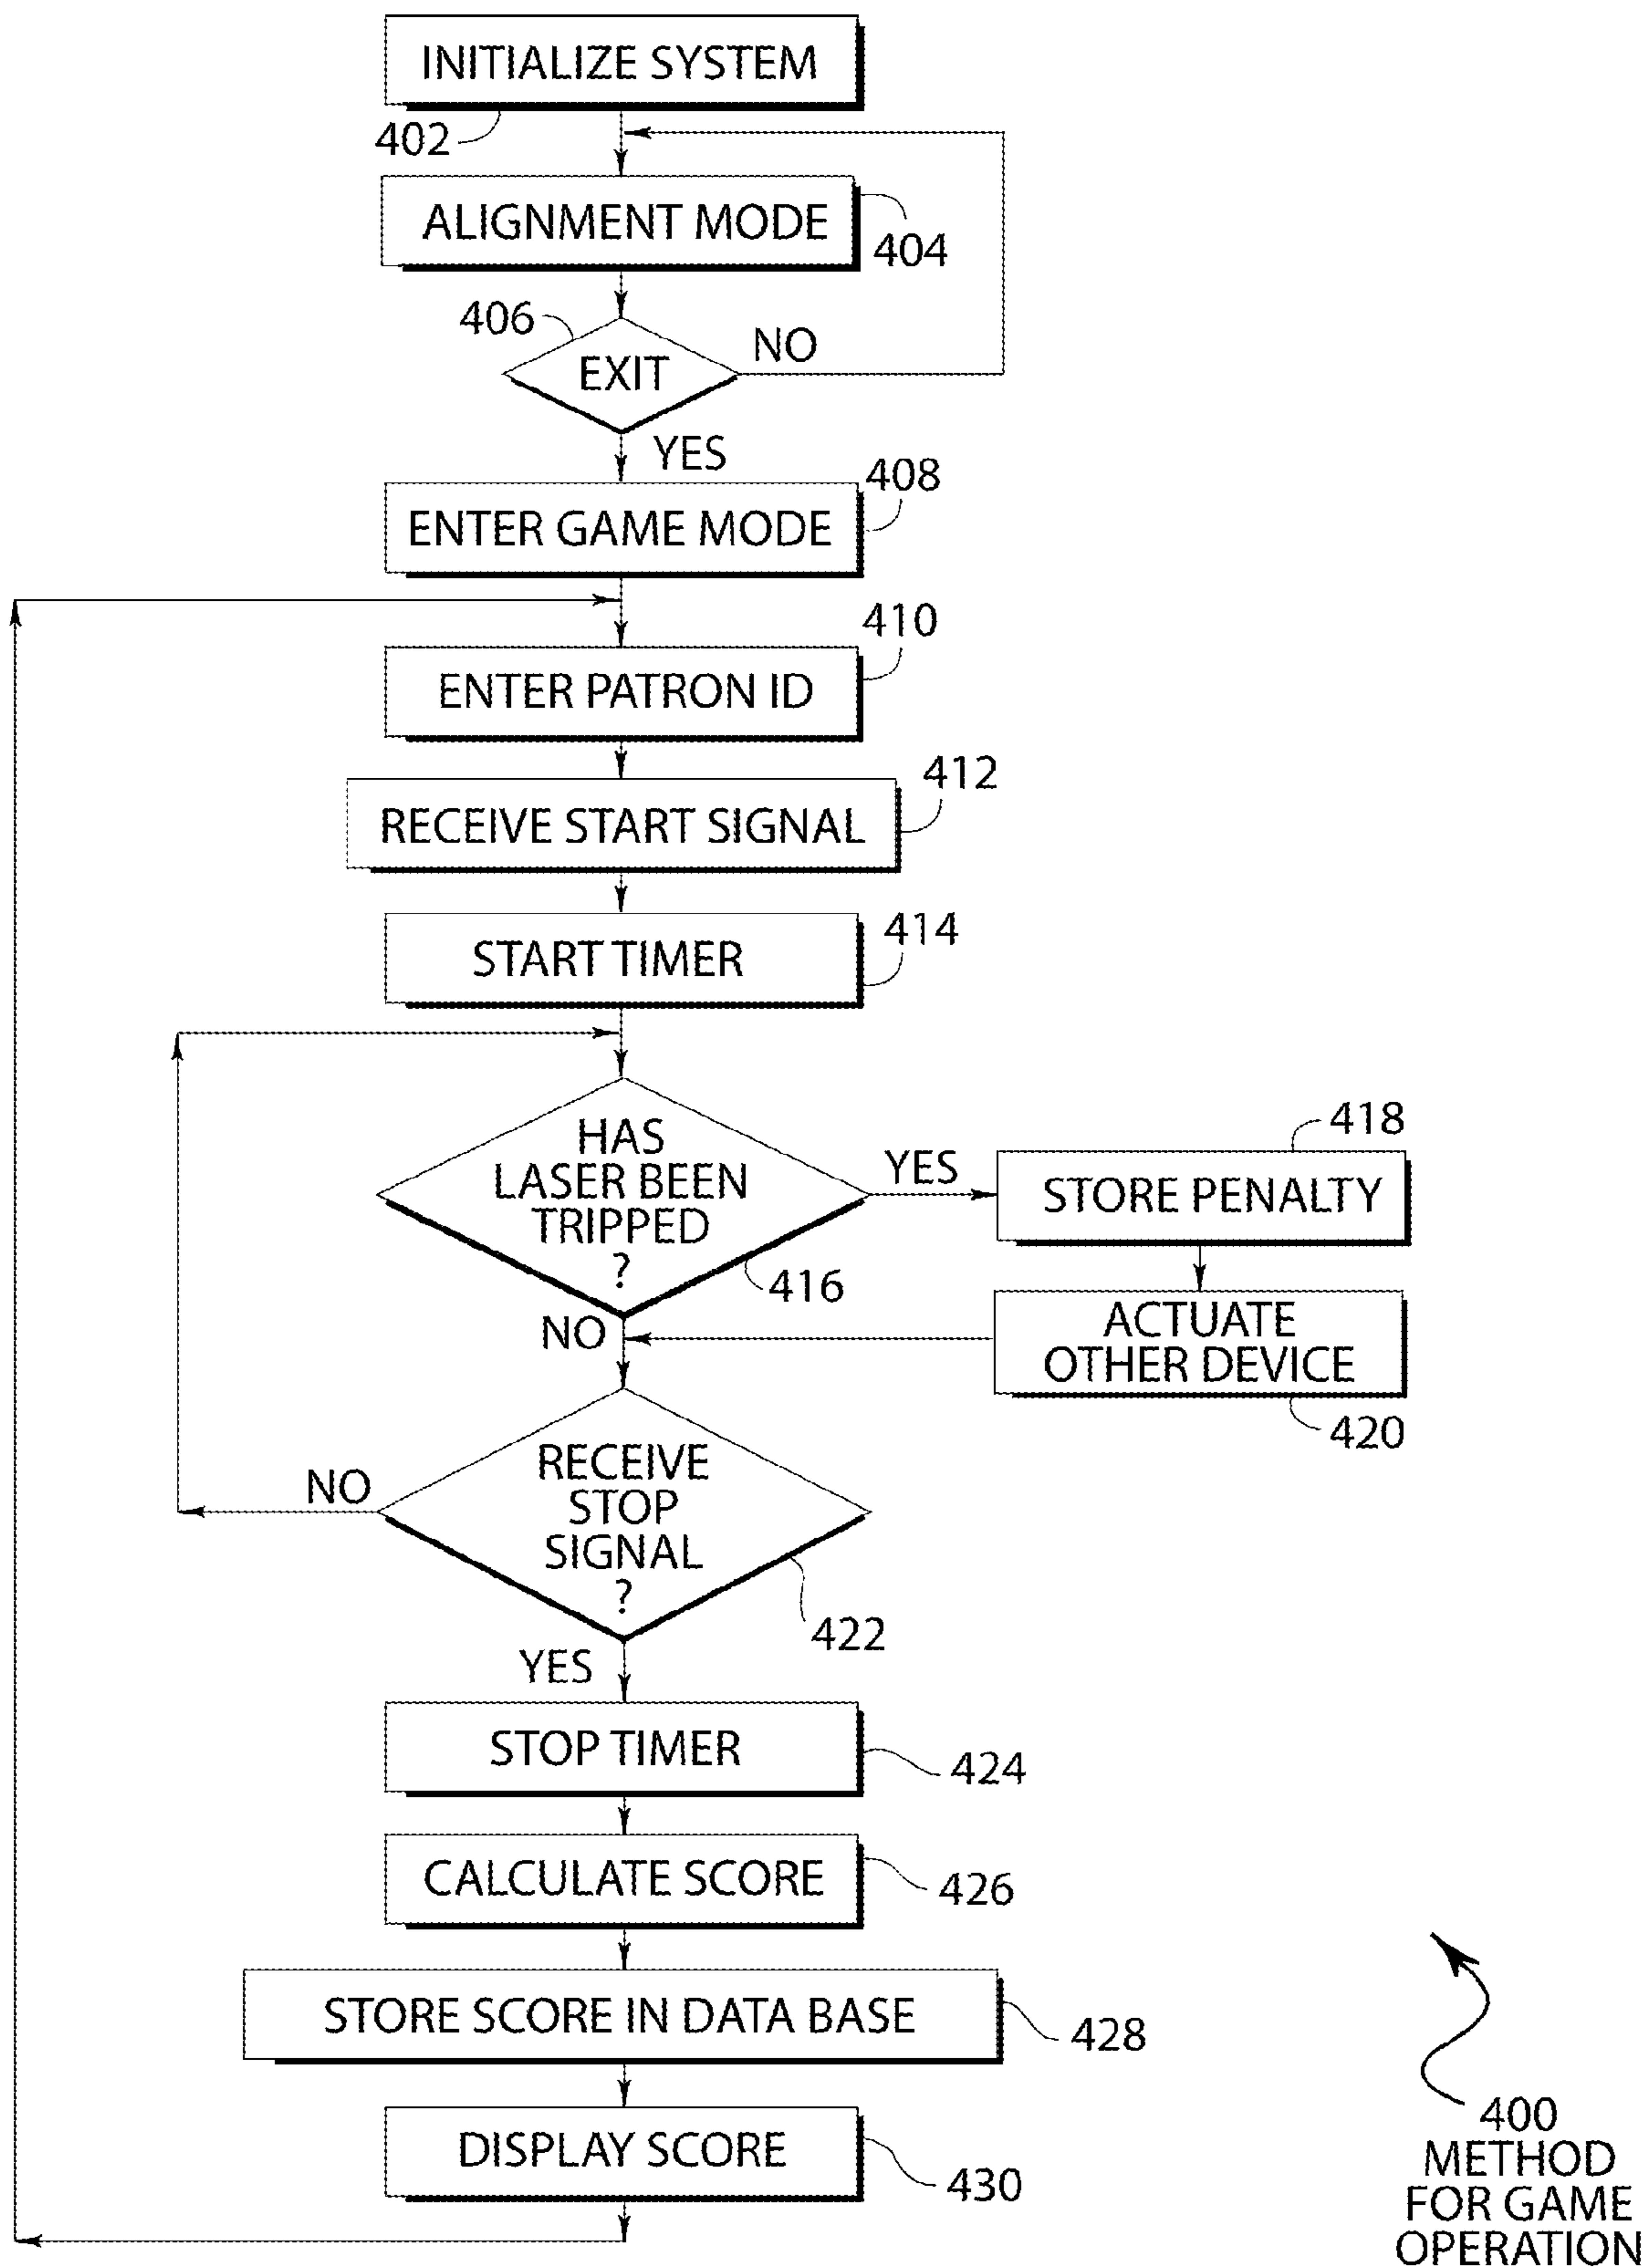 INITIALIZE SYSTEM
402
ALIGNMENT MODE
404
406
EXIT
NO
YES
408
ENTER GAME MODE
410
ENTER PATRON ID
412
RECEIVE START SIGNAL
414
START TIMER
HAS
LASER BEEN
TRIPPED
?
416
YES
418
STORE PENALTY
NO
ACTUATE
OTHER DEVICE
420
RECEIVE
STOP
SIGNAL
?
NO
422
YES
STOP TIMER
424
CALCULATE SCORE
426
STORE SCORE IN DATA BASE
428
DISPLAY SCORE
430
400
METHOD
FOR GAME
OPERATION